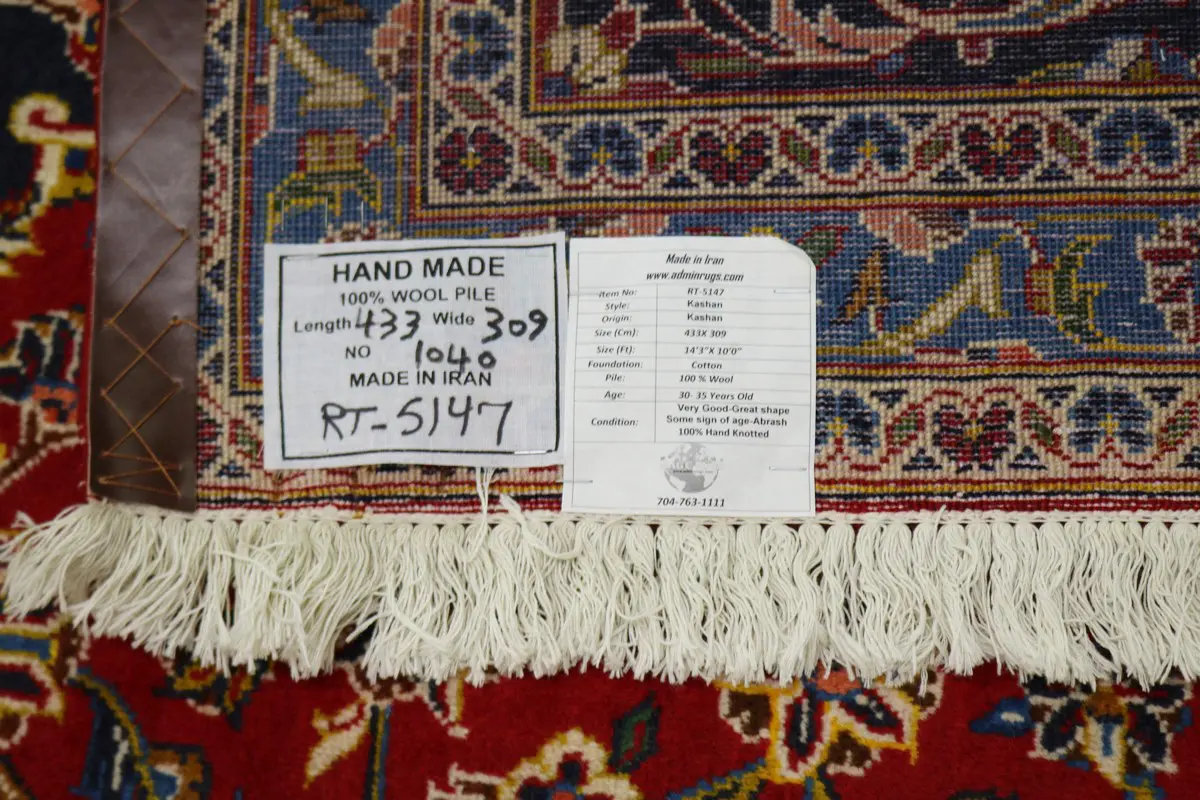 HAND MADE
100% WOOL PILE
Length 433 Wide 309
NO 1040
MADE IN IRAN
RT-5147
Made in Iran
www.adminrugs.com
Item No: RT-5147
Style: Kashan
Origin: Kashan
Size (Cm): 433X 309
Size (Ft): 14'3"X 10'0"
Foundation: Cotton
Pile: 100 % Wool
Age: 30- 35 Years Old
Condition: Very Good-Great shape
Some sign of age-Abrash
100% Hand Knotted
704-763-1111